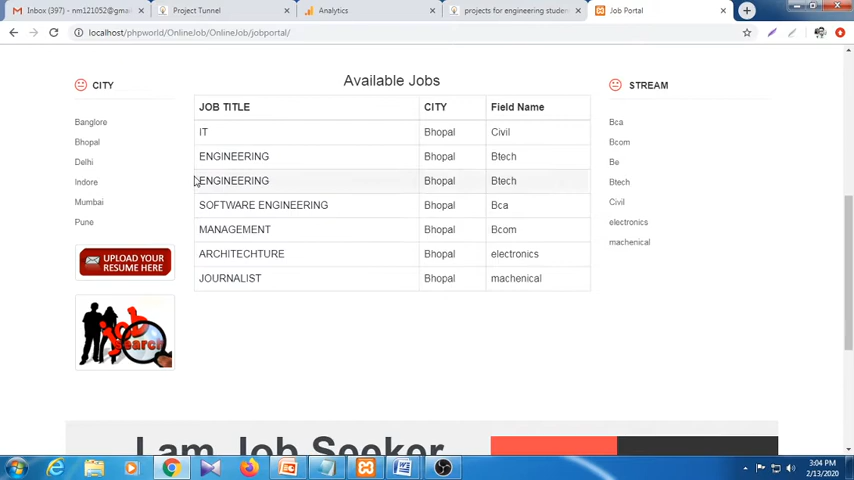 Inbox (397) - nm121052@gmai
Project Tunnel
Analytics
projects for engineering studen
Job Portal
localhost/phpworld/OnlineJob/OnlineJob/jobportal/
CITY
Banglore
Bhopal
Delhi
Indore
Mumbai
Pune
UPLOAD YOUR
RESUME HERE
job
search
Available Jobs
JOB TITLE CITY Field Name
IT Bhopal Civil
ENGINEERING Bhopal Btech
ENGINEERING Bhopal Btech
SOFTWARE ENGINEERING Bhopal Bca
MANAGEMENT Bhopal Bcom
ARCHITECHTURE Bhopal electronics
JOURNALIST Bhopal machenical
STREAM
Bca
Bcom
Be
Btech
Civil
electronics
machenical
I am Job Seeker
3:04 PM
2/13/2020